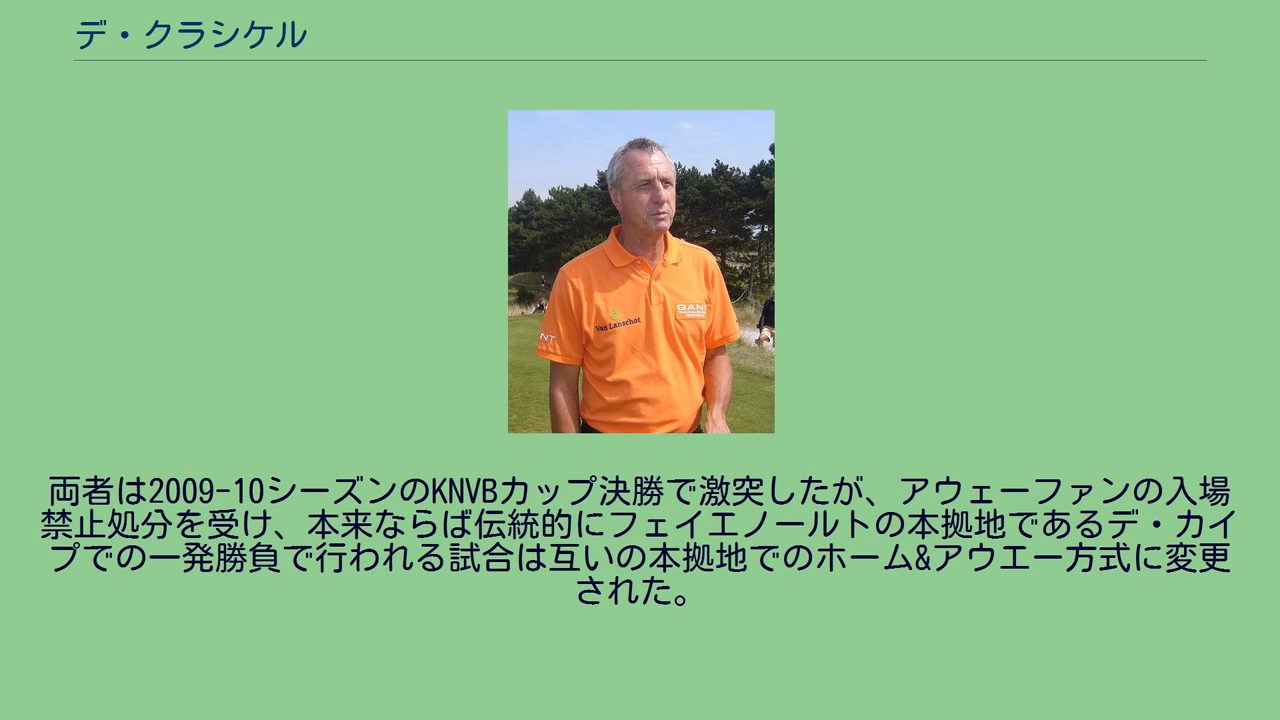 デ・クラシケル
Van Lanschot
GANT
NT
両者は2009-10シーズンのKNVBカップ決勝で激突したが、アウェーファンの入場
禁止処分を受け、本来ならば伝統的にフェイエノールトの本拠地であるデ・カイ
プでの一発勝負で行われる試合は互いの本拠地でのホーム&アウエー方式に変更
された。